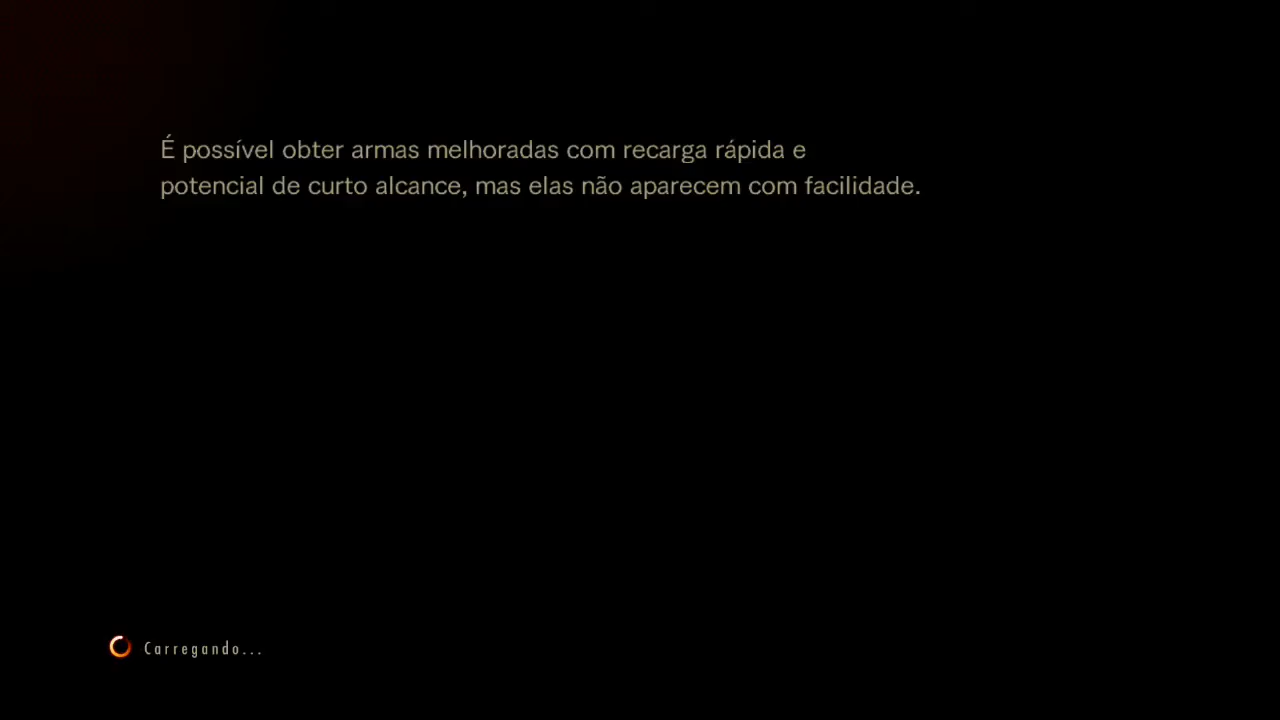 É possível obter armas melhoradas com recarga rápida e
potencial de curto alcance, mas elas não aparecem com facilidade.
Carregando...